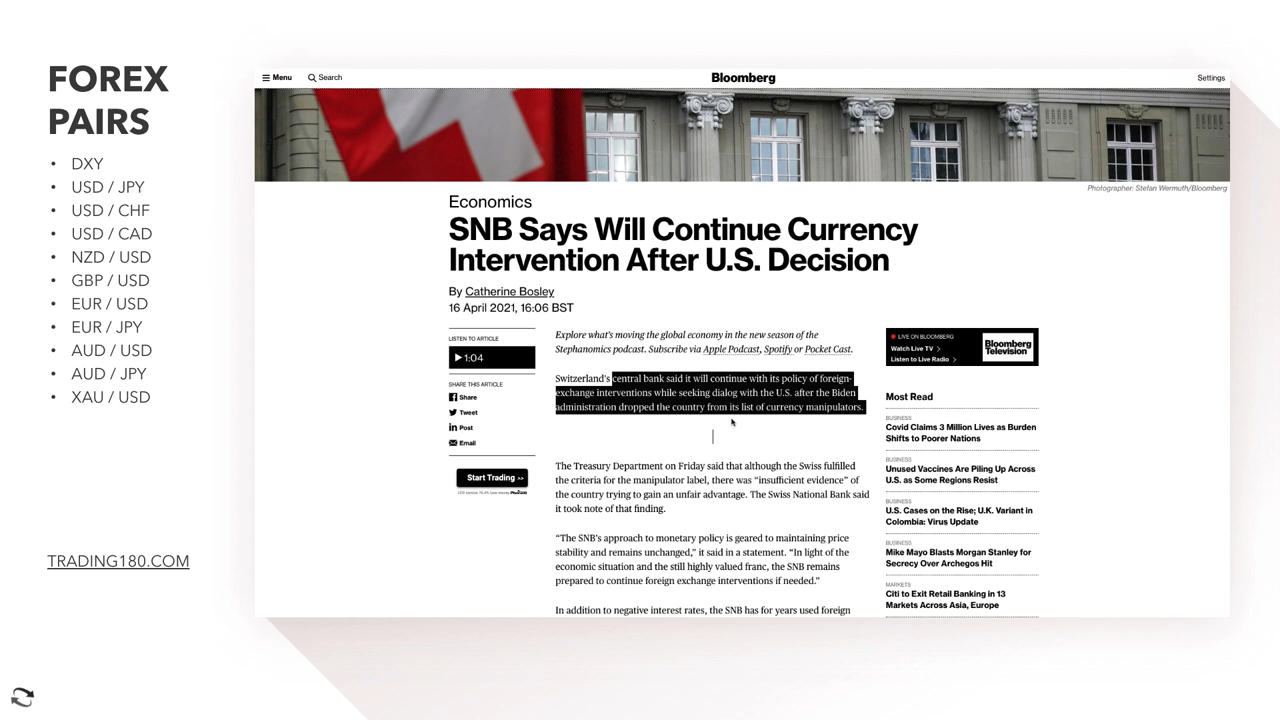 FOREX
PAIRS
• DXY
• USD / JPY
• USD / CHF
• USD / CAD
• NZD / USD
• GBP / USD
• EUR / USD
• EUR / JPY
• AUD / USD
• AUD / JPY
• XAU / USD
TRADING180.COM
Menu
Search
Bloomberg
Settings
Photographer: Stefan Wermuth/Bloomberg
Economics
SNB Says Will Continue Currency
Intervention After U.S. Decision
By Catherine Bosley
16 April 2021, 16:06 BST
LISTEN TO ARTICLE
1:04
SHARE THIS ARTICLE
Share
Tweet
Post
Email
Start Trading >>
Explore what's moving the global economy in the new season of the
Stephanomics podcast. Subscribe via Apple Podcast, Spotify or Pocket Cast.
Switzerland's central bank said it will continue with its policy of foreign-
exchange interventions while seeking dialog with the U.S. after the Biden
administration dropped the country from its list of currency manipulators.
The Treasury Department on Friday said that although the Swiss fulfilled
the criteria for the manipulator label, there was “insufficient evidence” of
the country trying to gain an unfair advantage. The Swiss National Bank said
it took note of that finding.
“The SNB's approach to monetary policy is geared to maintaining price
stability and remains unchanged,” it said in a statement. “In light of the
economic situation and the still highly valued franc, the SNB remains
prepared to continue foreign exchange interventions if needed.”
In addition to negative interest rates, the SNB has for years used foreign
LIVE ON BLOOMBERG
Watch Live TV >
Listen to Live Radio >
Bloomberg
Television
Most Read
BUSINESS
Covid Claims 3 Million Lives as Burden
Shifts to Poorer Nations
BUSINESS
Unused Vaccines Are Piling Up Across
U.S. as Some Regions Resist
BUSINESS
U.S. Cases on the Rise; U.K. Variant in
Colombia: Virus Update
BUSINESS
Mike Mayo Blasts Morgan Stanley for
Secrecy Over Archegos Hit
MARKETS
Citi to Exit Retail Banking in 13
Markets Across Asia, Europe